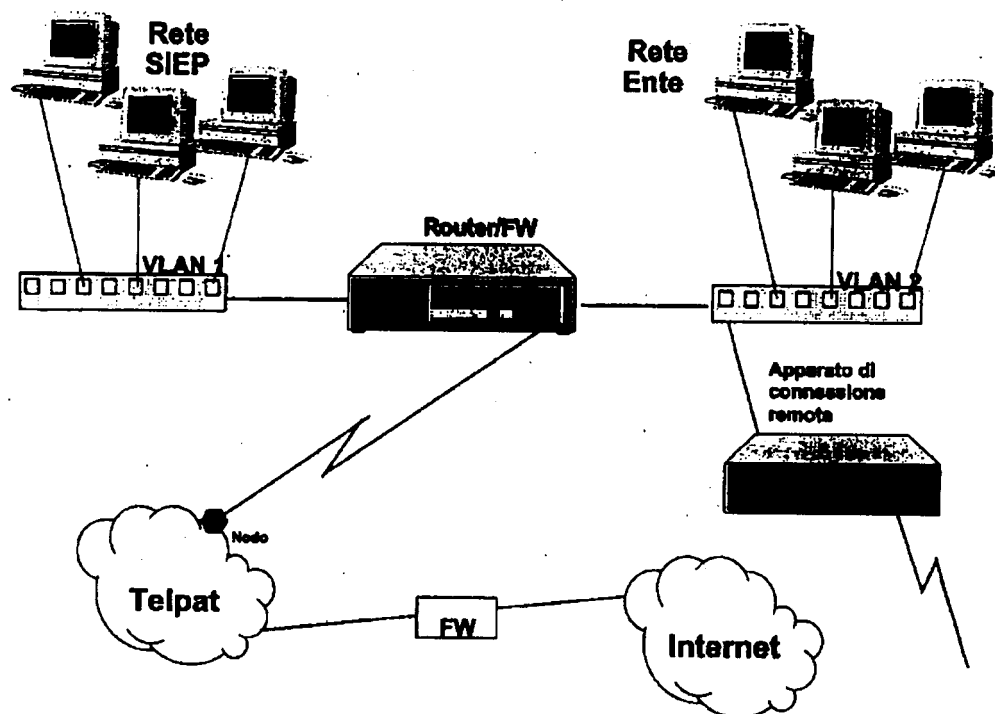 Rete
SIEP
Rete
Ente
Router/FW
VLAN 1
VLAN 2
Apparato di
connessione
remota
Nodo
Telpat
FW
Internet